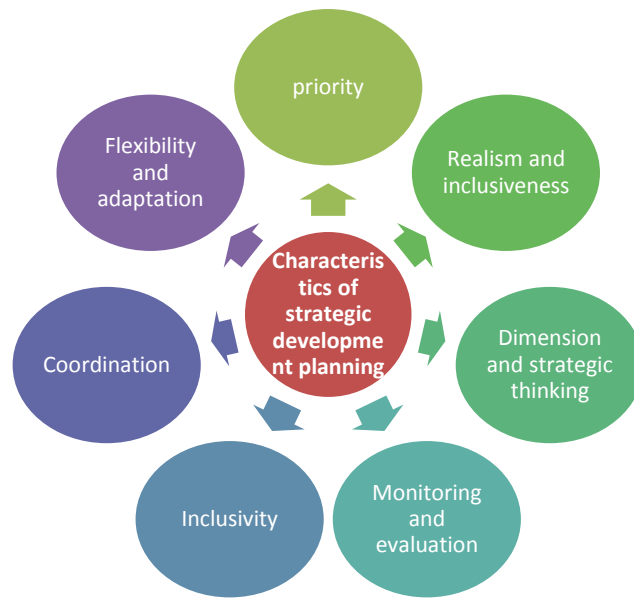 priority
Realism and
inclusiveness
Dimension
and strategic
thinking
Monitoring
and
evaluation
Inclusivity
Coordination
Flexibility
and
adaptation
Characteris
tics of
strategic
developme
nt planning